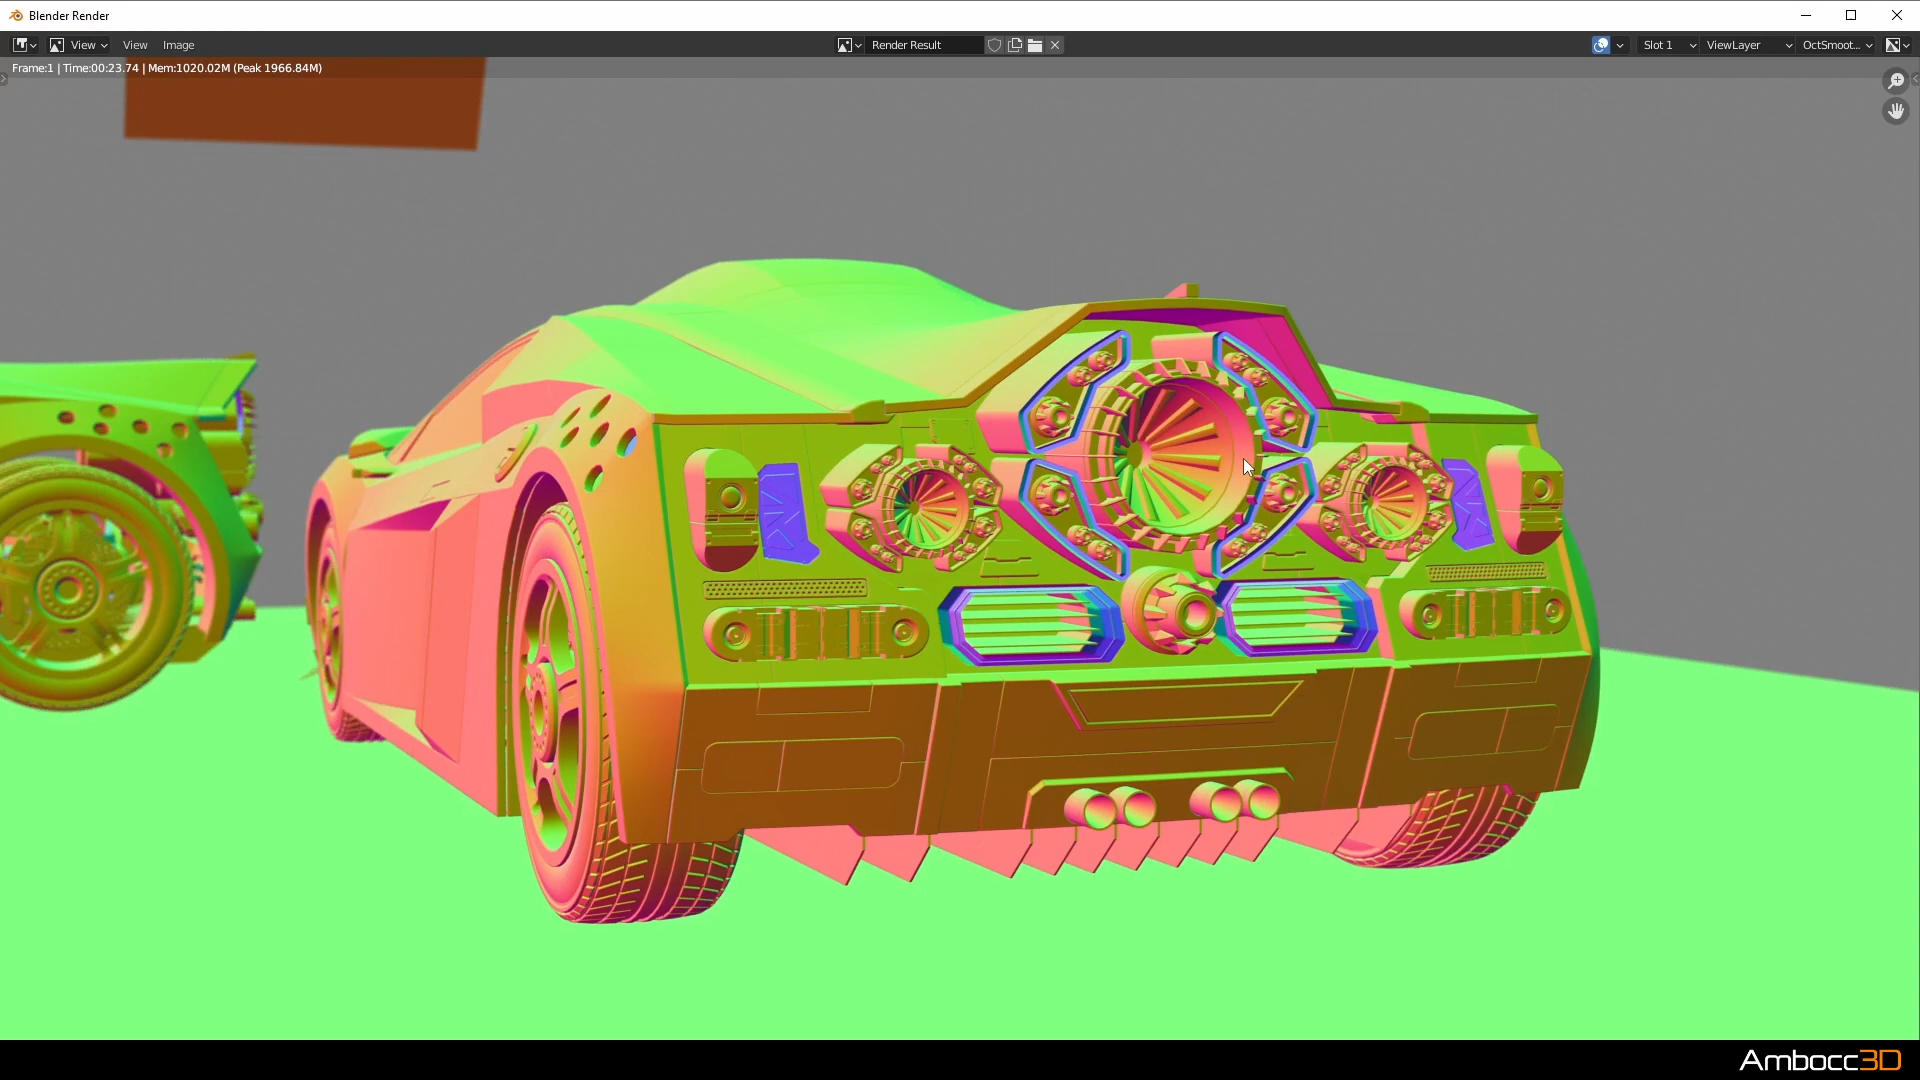 Blender Render
View View Image Render Result Slot 1 ViewLayer OctSmoot...
Frame:1 | Time:00:23.74 | Mem:1020.02M (Peak 1966.84M)
Ambocc3D